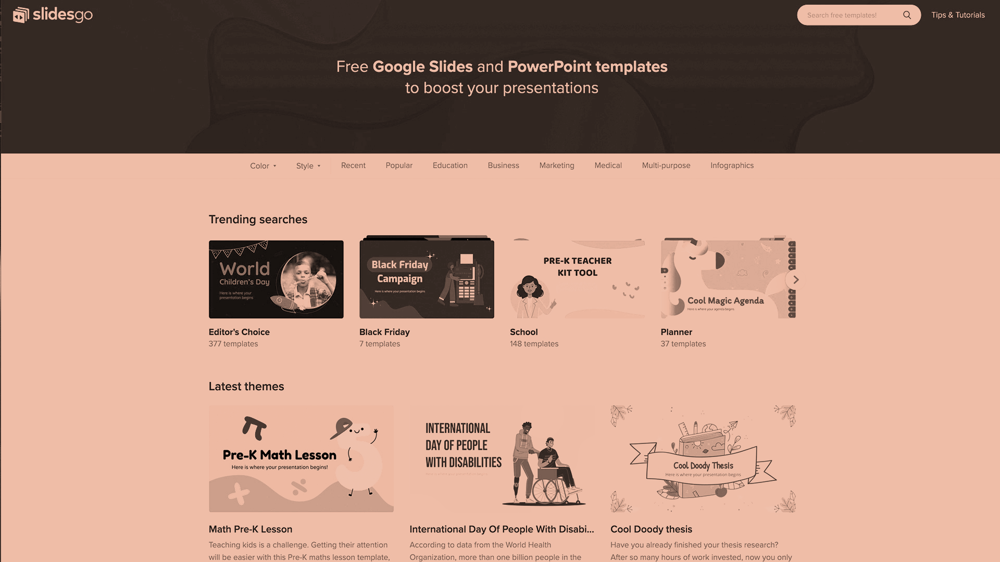 slidesgo
Search free templates!
Tips & Tutorials
Free Google Slides and PowerPoint templates
to boost your presentations
Color
Style
Recent
Popular
Education
Business
Marketing
Medical
Multi-purpose
Infographics
Trending searches
World
Children's Day
Here is where your
presentation begins
Black Friday
Campaign
Here is where your presentation begins
PRE-K TEACHER
KIT TOOL
Cool Magic Agenda
Here is where your agenda begins
Editor's Choice
377 templates
Black Friday
7 templates
School
148 templates
Planner
37 templates
Latest themes
Pre-K Math Lesson
Here is where your presentation begins!
INTERNATIONAL
DAY OF PEOPLE
WITH DISABILITIES
Here is where your presentation begins
Cool Doody Thesis
Here is where your presentation begins
Math Pre-K Lesson
Teaching kids is a challenge. Getting their attention
will be easier with this Pre-K maths lesson template,
International Day Of People With Disabi...
According to data from the World Health
Organization, more than one billion people in the
Cool Doody thesis
Have you already finished your thesis research?
After so many hours of work invested, now you only